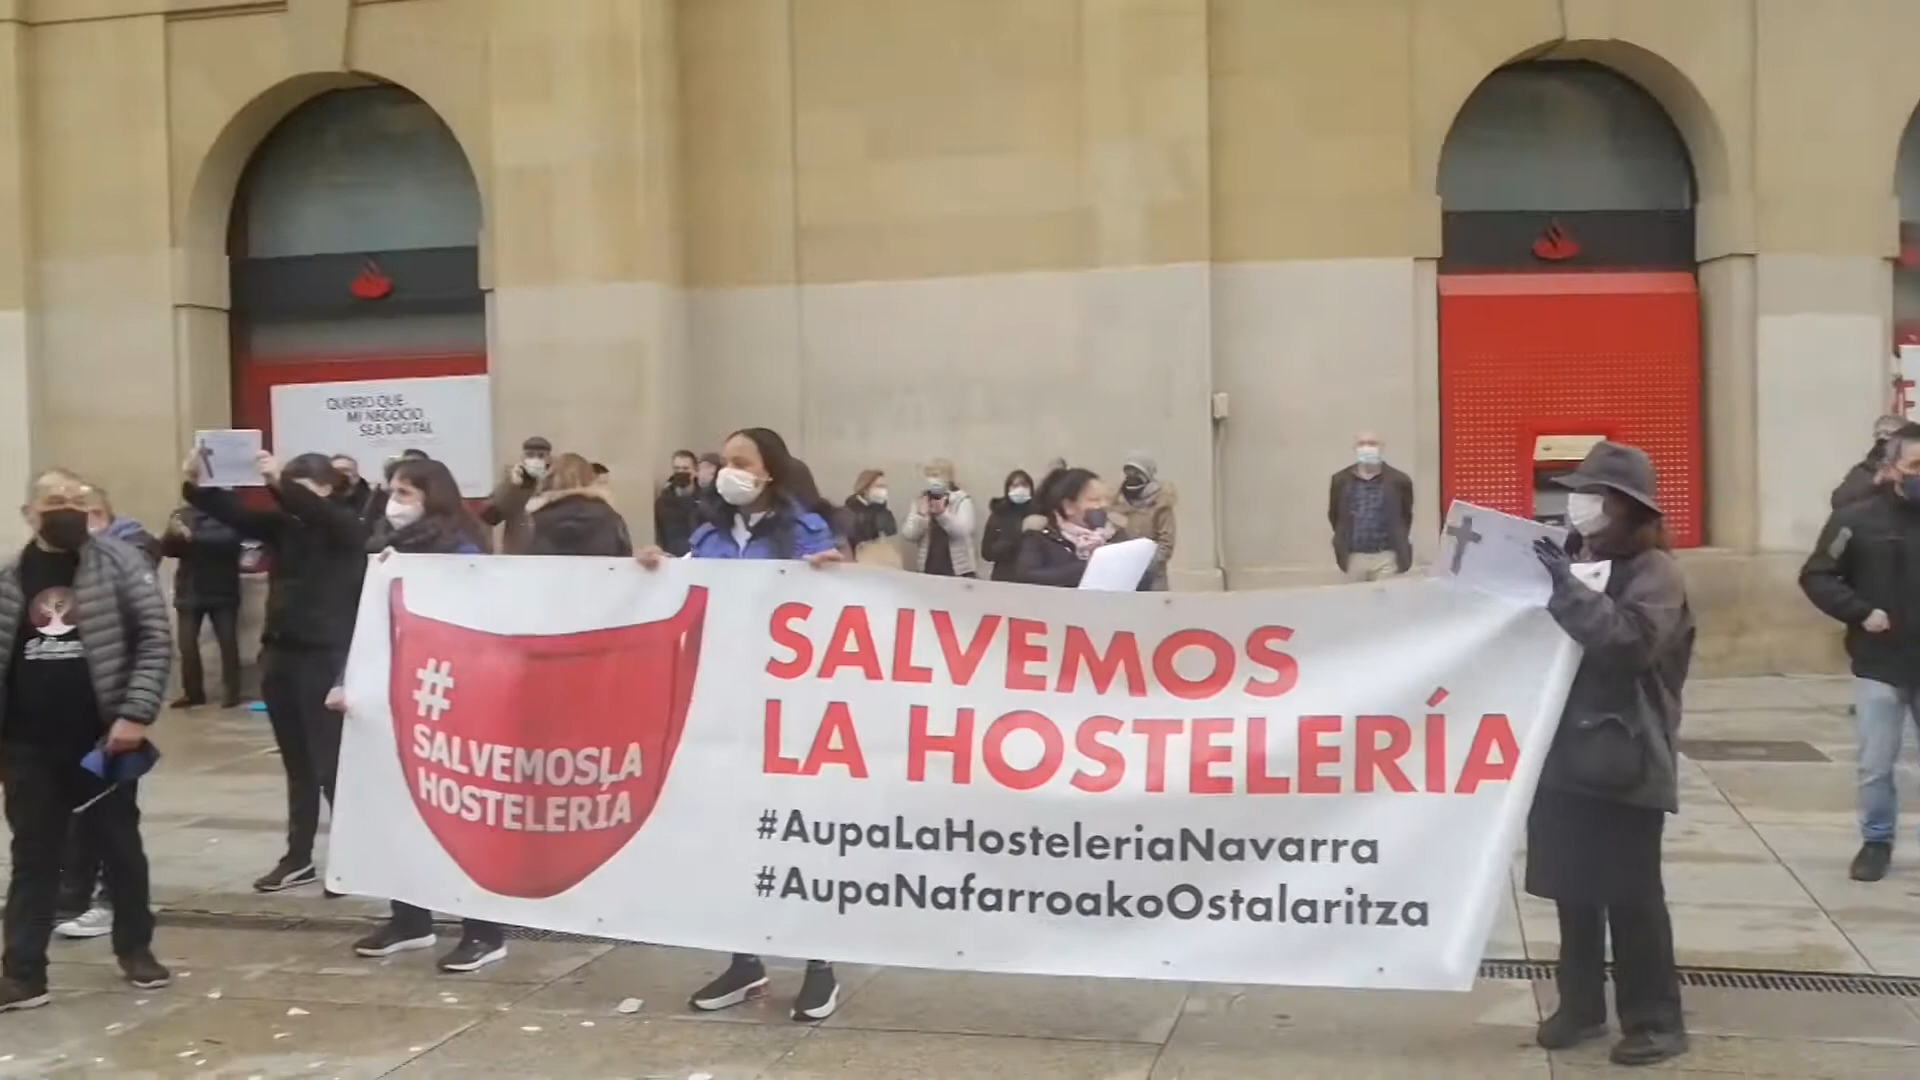 QUIERO QUE
MI NEGOCIO
SEA DIGITAL
#
SALVEMOSLA
HOSTELERÍA
SALVEMOS
LA HOSTELERÍA
#AupaLaHosteleriaNavarra
#AupaNafarroakoOstalaritza